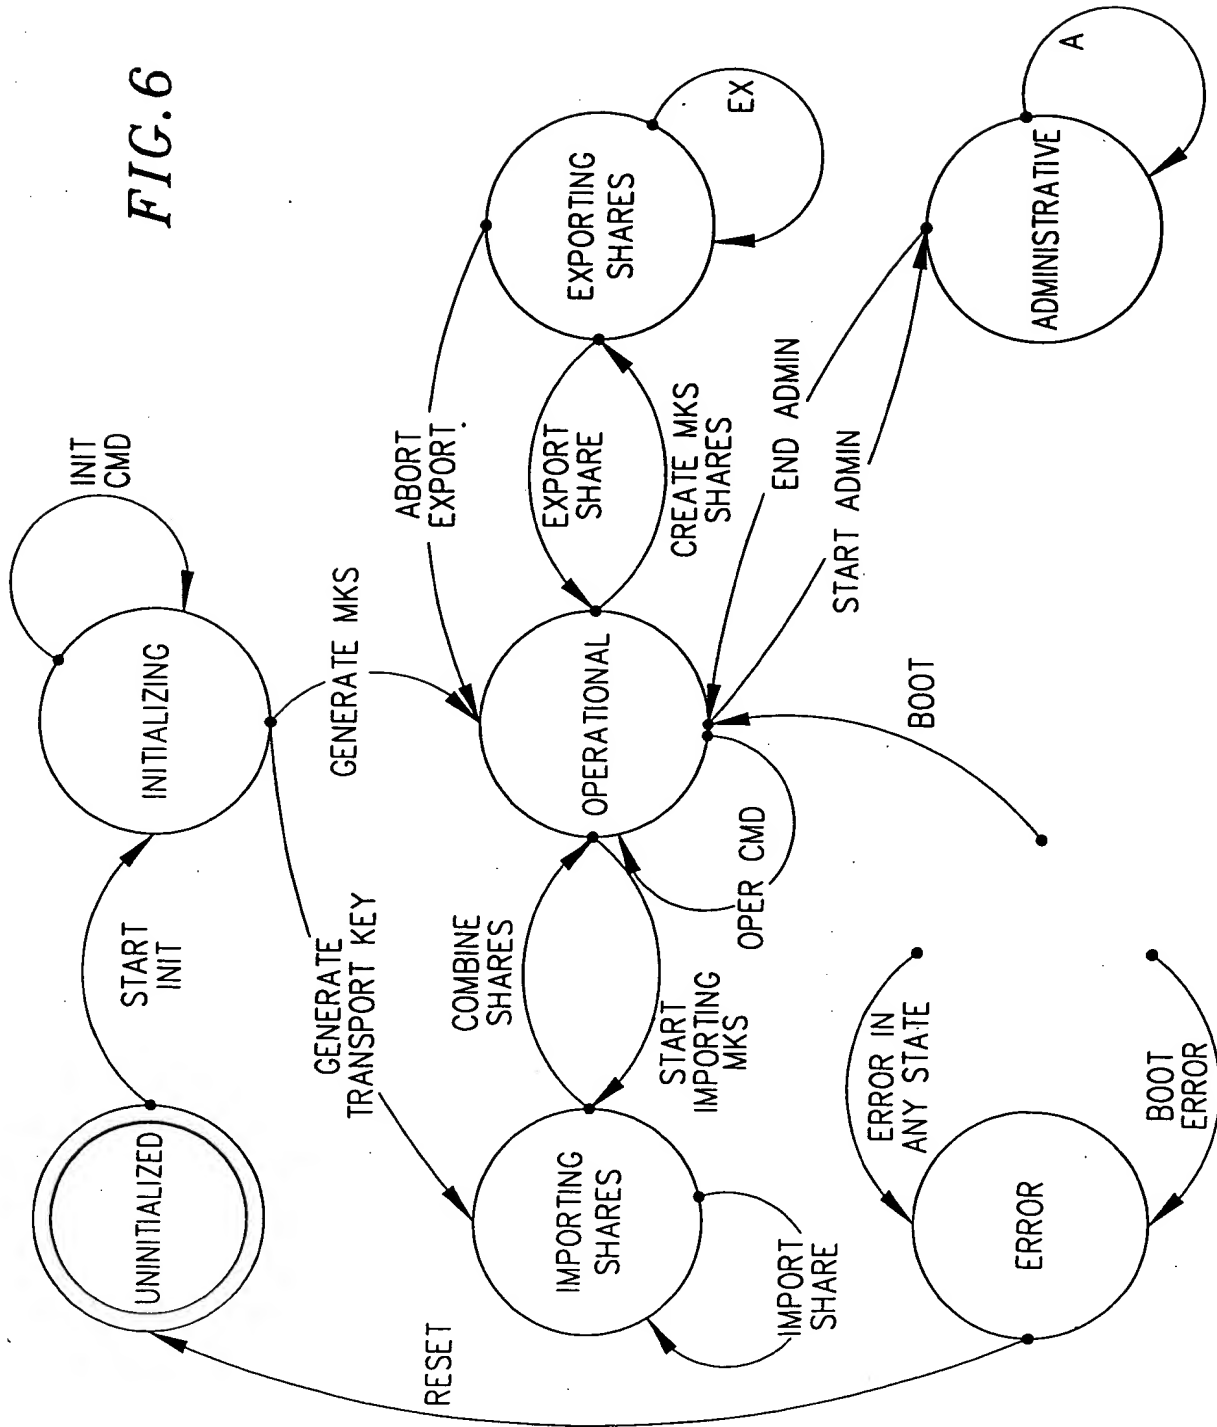 FIG. 6
UNINITIALIZED
START
INIT
INITIALIZING
INIT
CMD
GENERATE
TRANSPORT KEY
GENERATE MKS
ABORT
EXPORT
RESET
IMPORTING
SHARES
COMBINE
SHARES
START
IMPORTING
MKS
IMPORT
SHARE
OPERATIONAL
OPER CMD
EXPORT
SHARE
CREATE MKS
SHARES
EXPORTING
SHARES
EX
END ADMIN
START ADMIN
ADMINISTRATIVE
A
BOOT
ERROR IN
ANY STATE
ERROR
BOOT
ERROR